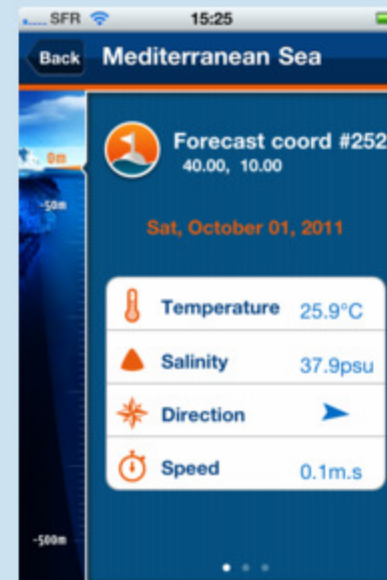 SFR 15:25
Back Mediterranean Sea
Forecast coord #252
40.00, 10.00
0m
-50m
Sat, October 01, 2011
Temperature 25.9°C
Salinity 37.9psu
Direction
Speed 0.1m.s
-500m